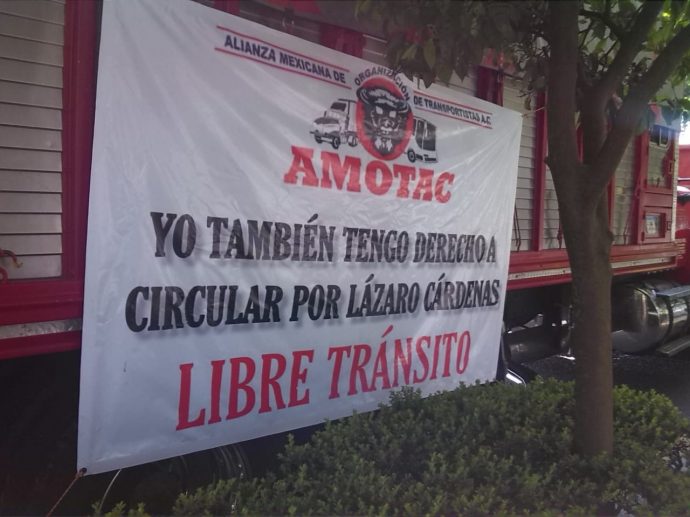 ALIANZA MEXICANA DE ORGANIZACIÓN DE TRANSPORTISTAS A.C.
AMOTAC
YO TAMBIÉN TENGO DERECHO A
CIRCULAR POR LÁZARO CÁRDENAS
LIBRE TRÁNSITO